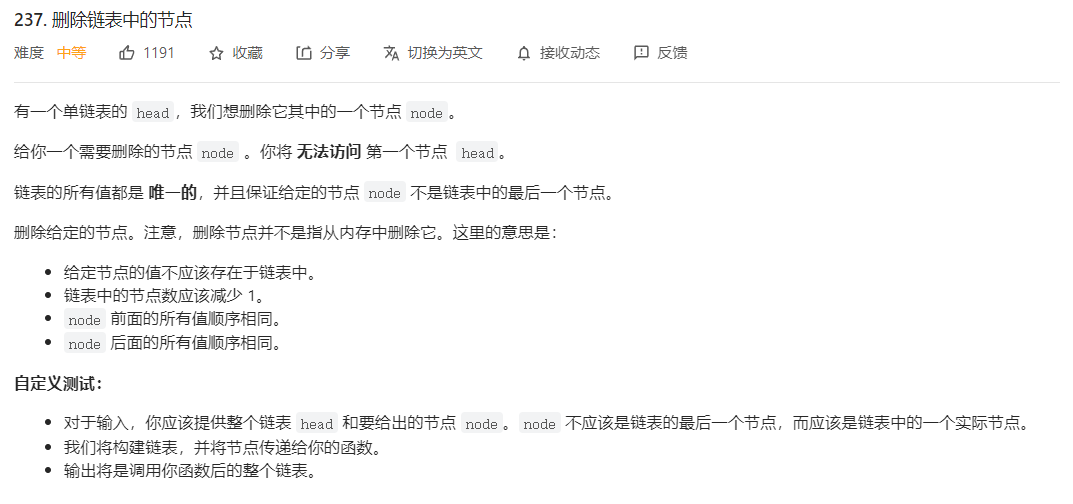 237. 删除链表中的节点
难度 中等 1191 收藏 分享 切换为英文 接收动态 反馈
有一个单链表的 head，我们想删除它其中的一个节点 node。
给你一个需要删除的节点 node 。你将 无法访问 第一个节点 head。
链表的所有值都是 唯一的，并且保证给定的节点 node 不是链表中的最后一个节点。
删除给定的节点。注意，删除节点并不是指从内存中删除它。这里的意思是：
• 给定节点的值不应该存在于链表中。
• 链表中的节点数应该减少 1。
• node 前面的所有值顺序相同。
• node 后面的所有值顺序相同。
自定义测试：
• 对于输入，你应该提供整个链表 head 和要给出的节点 node。node 不应该是链表的最后一个节点，而应该是链表中的一个实际节点。
• 我们将构建链表，并将节点传递给你的函数。
• 输出将是调用你函数后的整个链表。